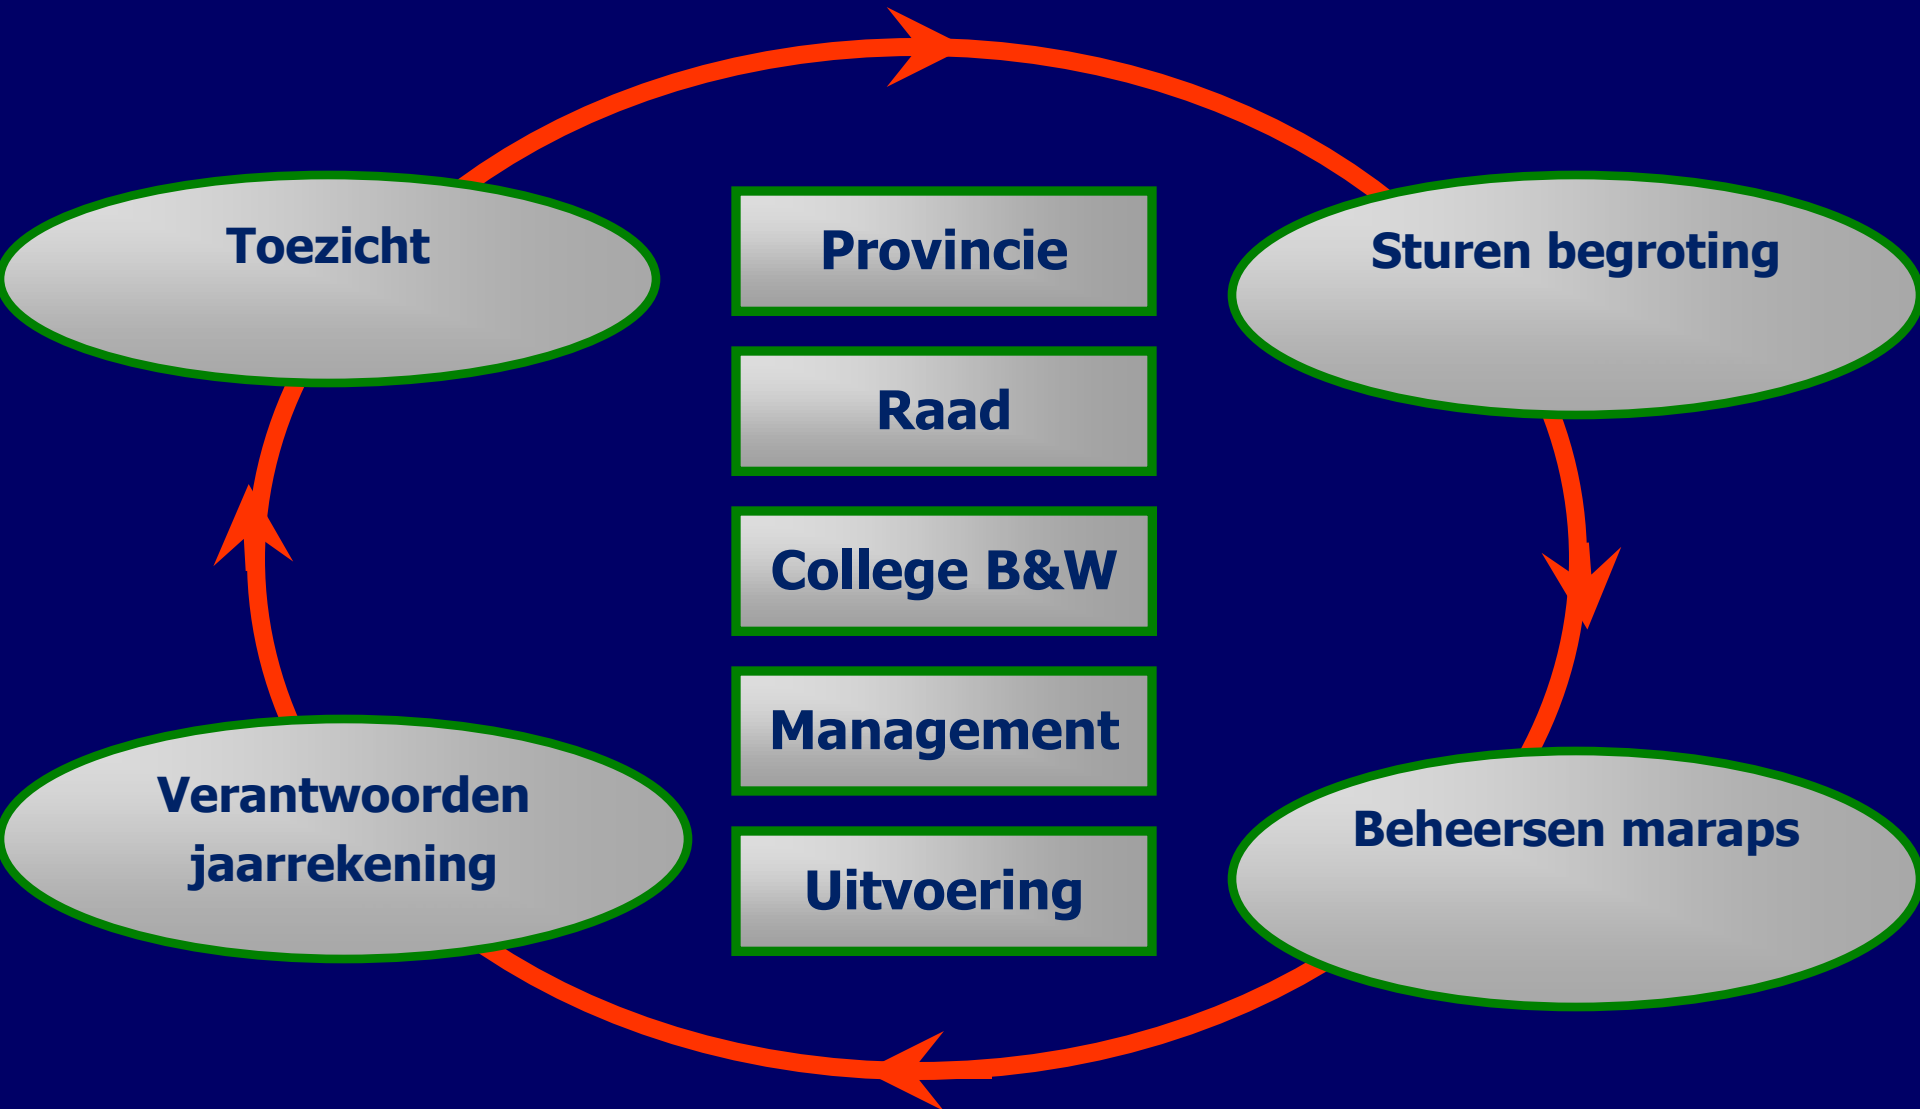 Toezicht
Provincie
Sturen begroting
Raad
College B&W
Management
Verantwoorden
jaarrekening
Beheersen maraps
Uitvoering